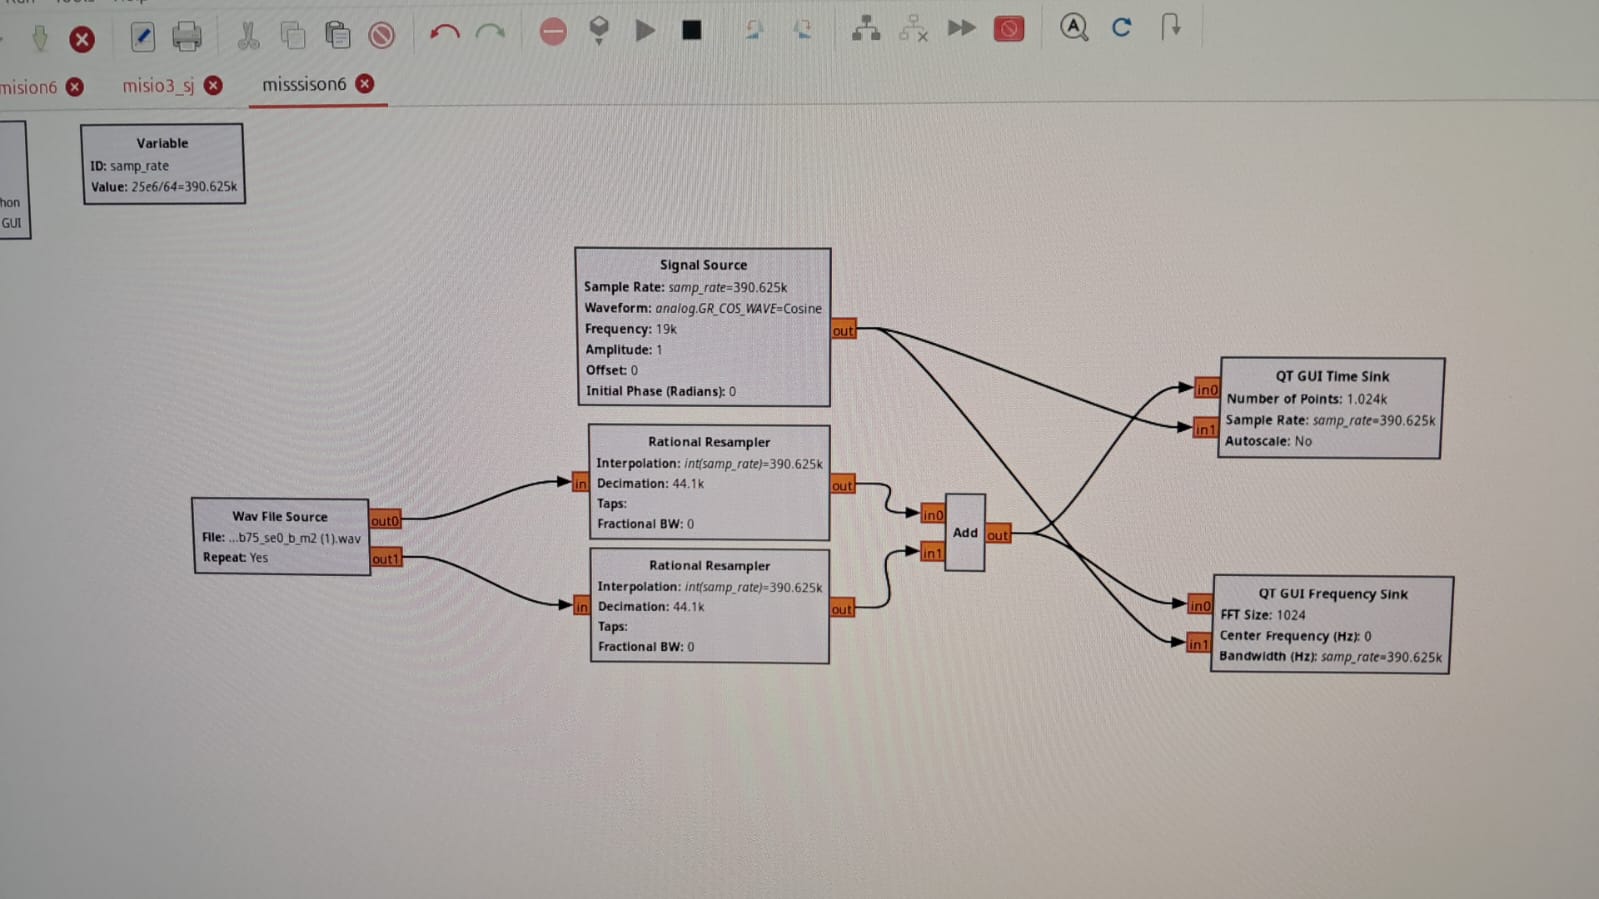 mision6
misio3_sj
misssison6
hon
GUI
Variable
ID: samp_rate
Value: 25e6/64=390.625k
Signal Source
Sample Rate: samp_rate=390.625k
Waveform: analog.GR_COS_WAVE=Cosine
Frequency: 19k
Amplitude: 1
Offset: 0
Initial Phase (Radians): 0
out
Rational Resampler
Interpolation: int(samp_rate)=390.625k
Decimation: 44.1k
Taps:
Fractional BW: 0
in
out
Wav File Source
File: ...b75_se0_b_m2 (1).wav
Repeat: Yes
out0
out1
Rational Resampler
Interpolation: int(samp_rate)=390.625k
Decimation: 44.1k
Taps:
Fractional BW: 0
in
out
in0
in1
Add
out
in0
in1
QT GUI Time Sink
Number of Points: 1.024k
Sample Rate: samp_rate=390.625k
Autoscale: No
in0
in1
QT GUI Frequency Sink
FFT Size: 1024
Center Frequency (Hz): 0
Bandwidth (Hz): samp_rate=390.625k